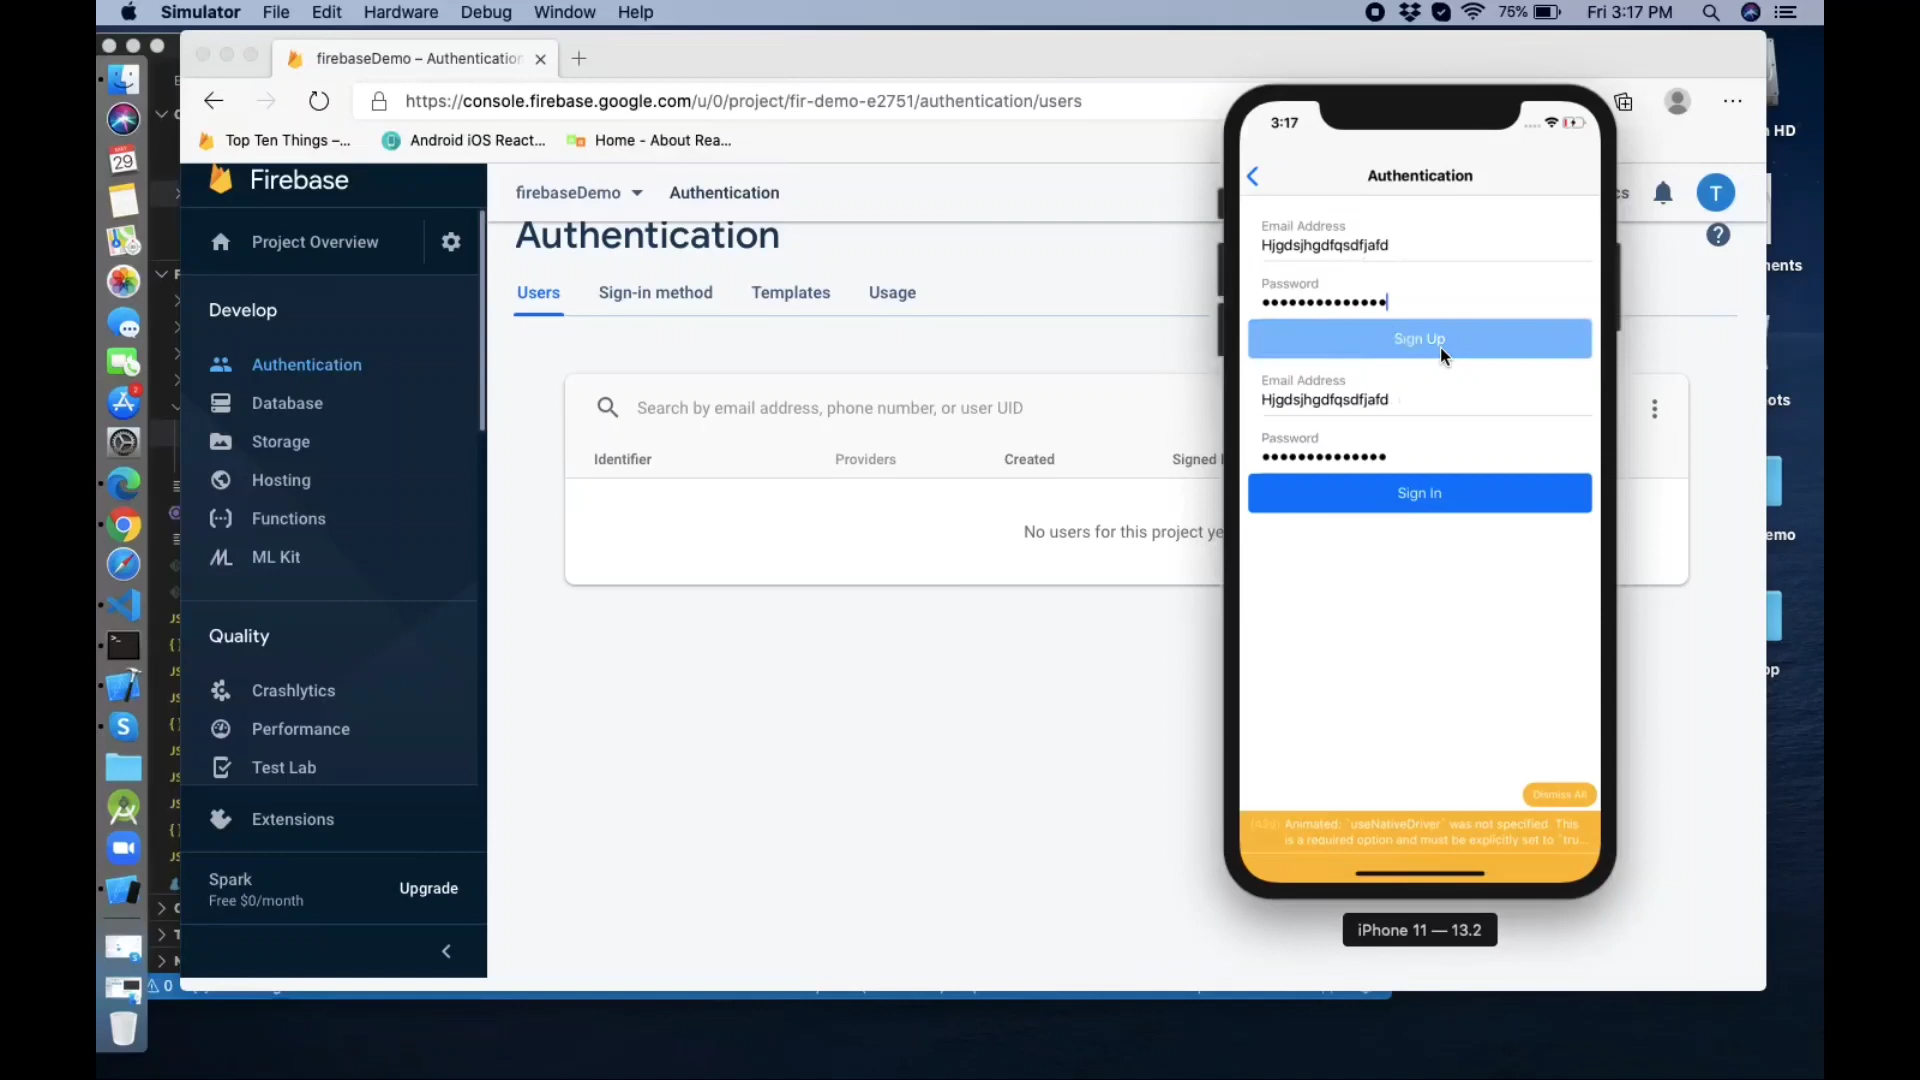 Simulator File Edit Hardware Debug Window Help 75% Fri 3:17 PM
firebaseDemo – Authentication
https://console.firebase.google.com/u/0/project/fir-demo-e2751/authentication/users
Top Ten Things –... Android iOS React... Home - About Rea...
Firebase
firebaseDemo Authentication
T
Project Overview
Authentication
Users Sign-in method Templates Usage
Develop
Authentication
Database
Storage
Hosting
Functions
ML Kit
Quality
Crashlytics
Performance
Test Lab
Extensions
Spark
Free $0/month
Upgrade
Search by email address, phone number, or user UID
Identifier Providers Created Signed I
No users for this project ye
3:17
Authentication
Email Address
Hjgdsjhgdfqsdfjafd
Password
Sign Up
Email Address
Hjgdsjhgdfqsdfjafd
Password
Sign In
Dismiss All
Animated: `useNativeDriver` was not specified. This
is a required option and must be explicitly set to `tru...
iPhone 11 — 13.2
HD
ents
ots
emo
op
29
0